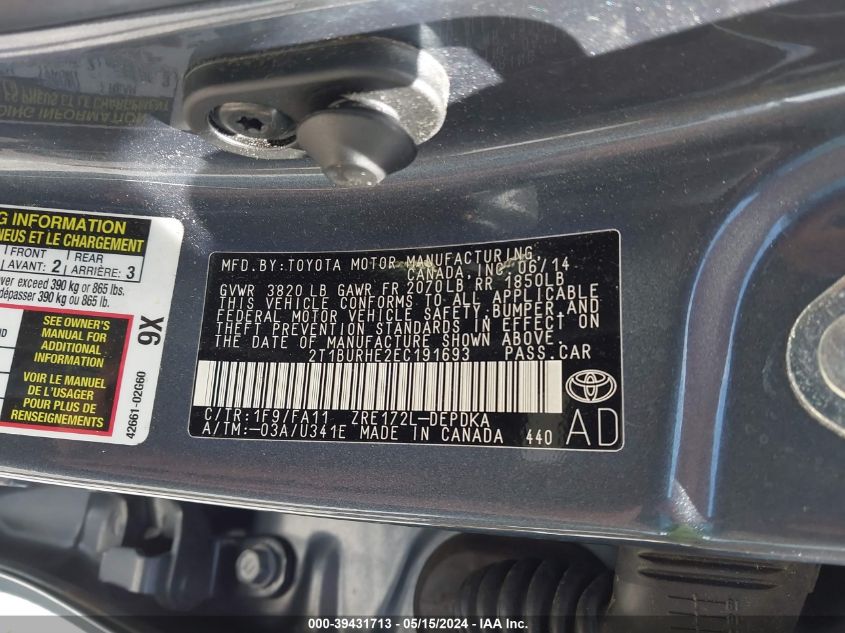 G INFORMATION
NEUS ET LE CHARGEMENT
FRONT
AVANT: 2
REAR
ARRIÈRE: 3
ever exceed 390 kg or 865 lbs.
dépasser 390 kg ou 865 lb.
SEE OWNER'S
MANUAL FOR
ADDITIONAL
INFORMATION
VOIR LE MANUEL
DE L'USAGER
POUR PLUS DE
RENSEIGNEMENTS
9X
42661-02G60
MFD. BY: TOYOTA MOTOR MANUFACTURING,
CANADA, INC. 06/14
GVWR 3820 LB GAWR FR 2070LB RR 1850LB
THIS VEHICLE CONFORMS TO ALL APPLICABLE
FEDERAL MOTOR VEHICLE SAFETY, BUMPER, AND
THEFT PREVENTION STANDARDS IN EFFECT ON
THE DATE OF MANUFACTURE SHOWN ABOVE.
2T1BURHE2EC191693 PASS. CAR
C/TR: 1F9/FA11 ZRE172L-DEPDKA
A/TM: -03A/U341E MADE IN CANADA 440
AD
000-39431713 - 05/15/2024 - IAA Inc.